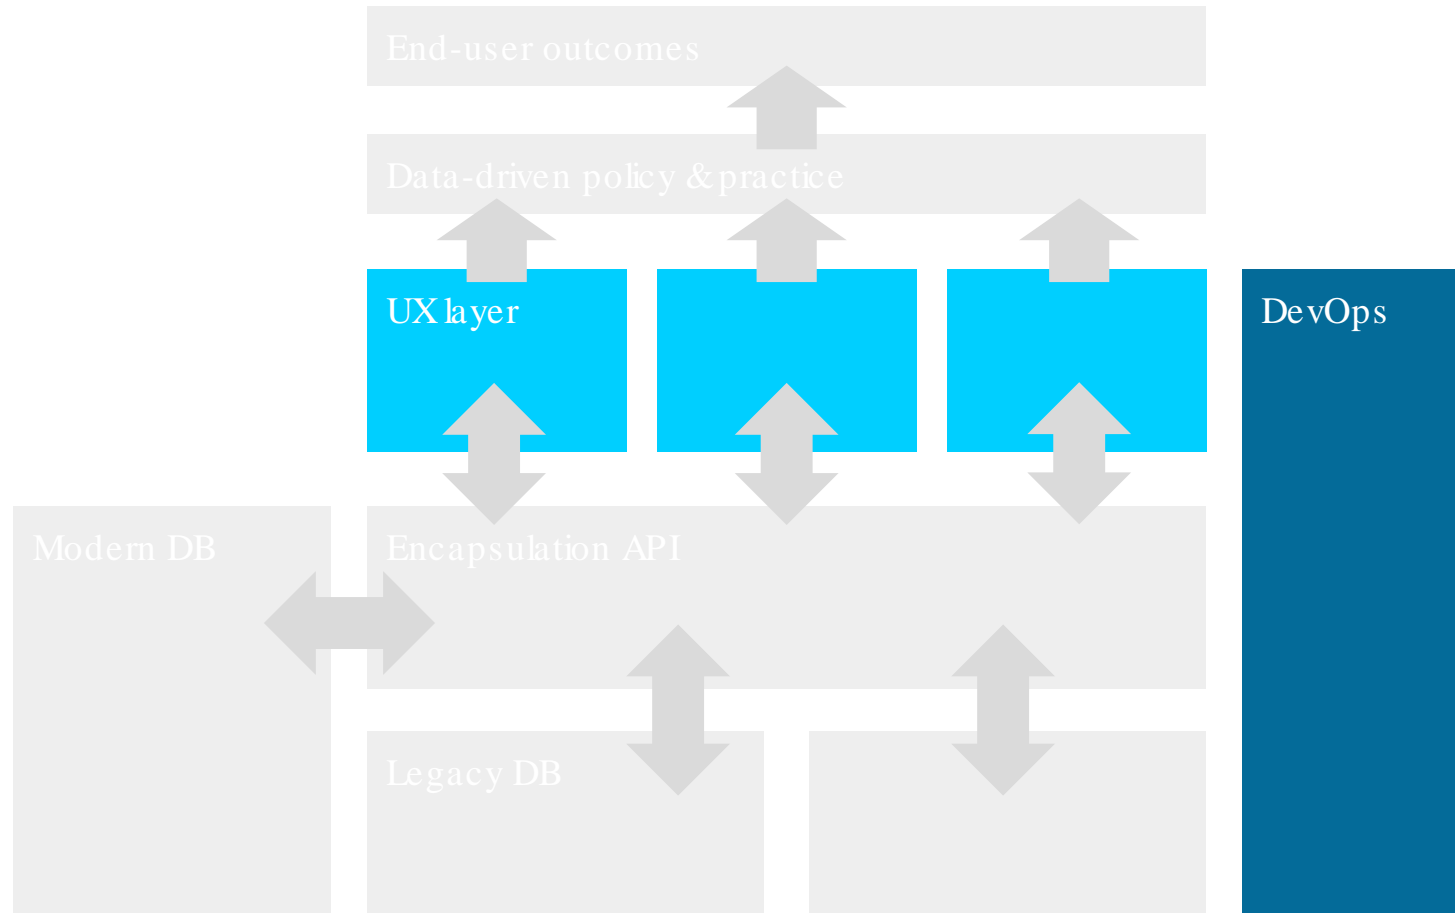 End-user outcomes
Data-driven policy & practice
UX layer
DevOps
Modern DB
Encapsulation API
Legacy DB